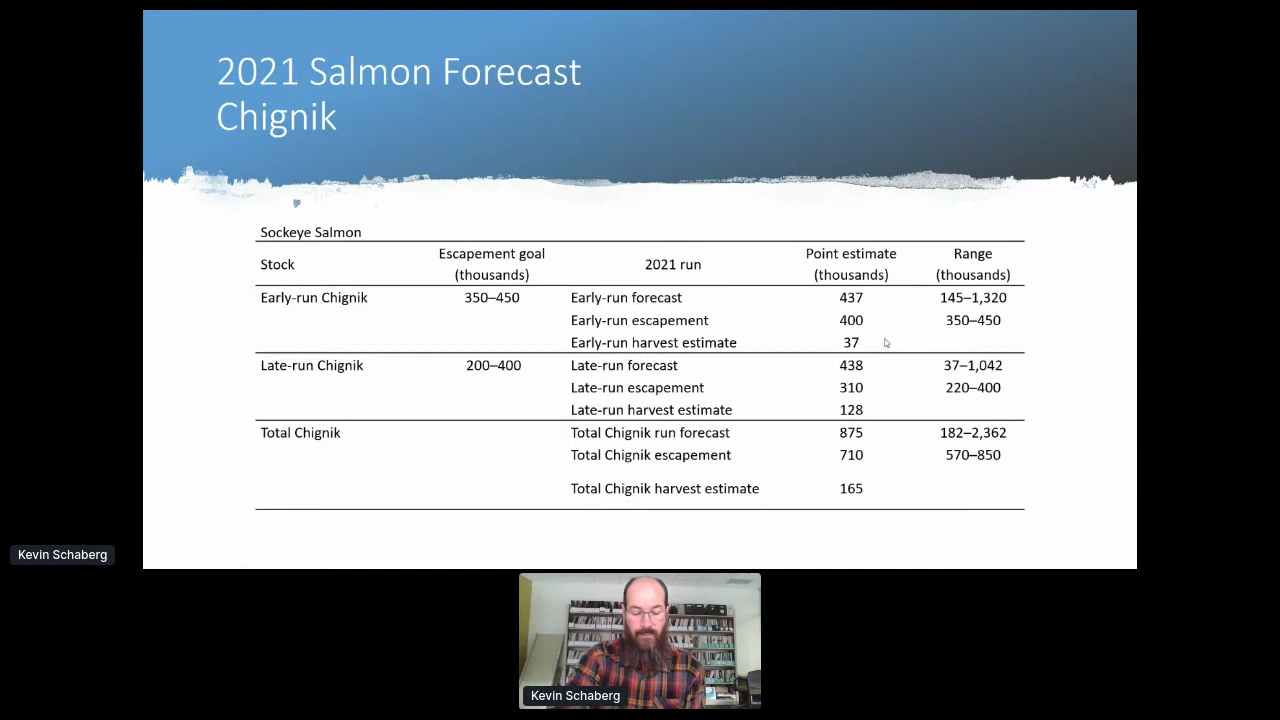 2021 Salmon Forecast
Chignik
Sockeye Salmon
Stock Escapement goal (thousands) 2021 run Point estimate (thousands) Range (thousands)
Early-run Chignik 350–450 Early-run forecast 437 145–1,320
Early-run escapement 400 350–450
Early-run harvest estimate 37
Late-run Chignik 200–400 Late-run forecast 438 37–1,042
Late-run escapement 310 220–400
Late-run harvest estimate 128
Total Chignik Total Chignik run forecast 875 182–2,362
Total Chignik escapement 710 570–850
Total Chignik harvest estimate 165
Kevin Schaberg
Kevin Schaberg